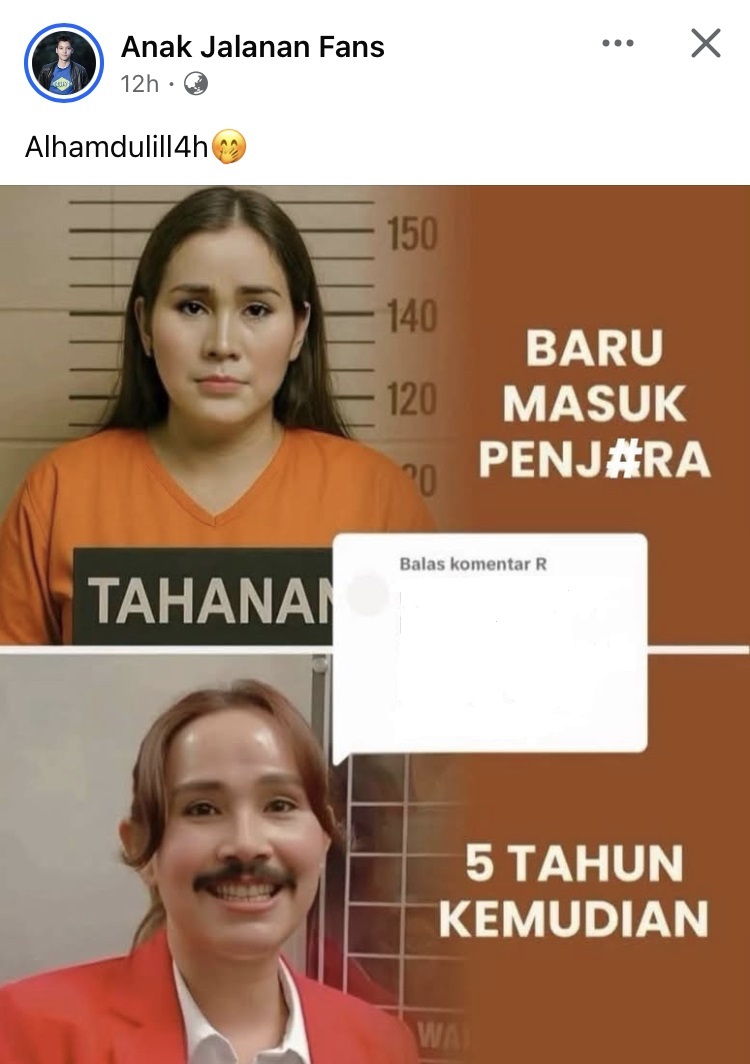 Anak Jalanan Fans
12h ·
Alhamdulill4h🤭
150
140
120
BARU
MASUK
PENJ#RA
TAHANAN
Balas komentar R
5 TAHUN
KEMUDIAN